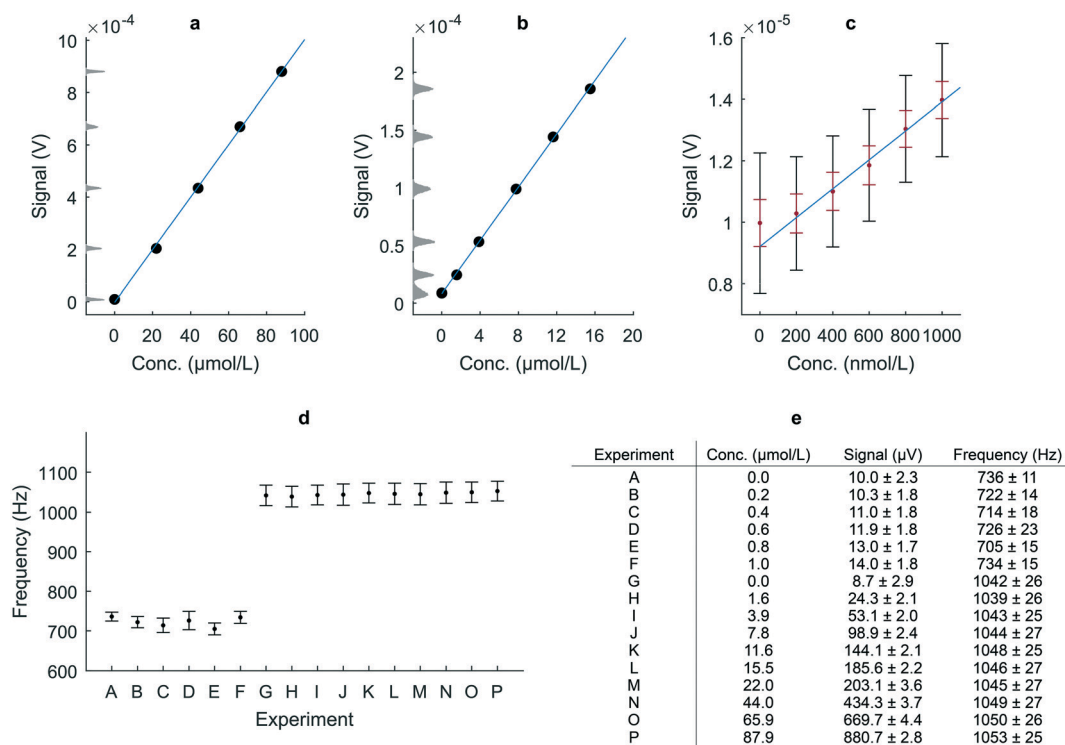 a
×10⁻⁴
10
8
6
4
2
0
Signal (V)
0 20 40 60 80 100
Conc. (µmol/L)
b
×10⁻⁴
2
1.5
1
0.5
0
Signal (V)
0 4 8 12 16 20
Conc. (µmol/L)
c
×10⁻⁵
1.6
1.4
1.2
1
0.8
Signal (V)
0 200 400 600 800 1000
Conc. (nmol/L)
d
1100
1000
900
800
700
600
Frequency (Hz)
A B C D E F G H I J K L M N O P
Experiment
e
Experiment Conc. (µmol/L) Signal (µV) Frequency (Hz)
A 0.0 10.0 ± 2.3 736 ± 11
B 0.2 10.3 ± 1.8 722 ± 14
C 0.4 11.0 ± 1.8 714 ± 18
D 0.6 11.9 ± 1.8 726 ± 23
E 0.8 13.0 ± 1.7 705 ± 15
F 1.0 14.0 ± 1.8 734 ± 15
G 0.0 8.7 ± 2.9 1042 ± 26
H 1.6 24.3 ± 2.1 1039 ± 26
I 3.9 53.1 ± 2.0 1043 ± 25
J 7.8 98.9 ± 2.4 1044 ± 27
K 11.6 144.1 ± 2.1 1048 ± 25
L 15.5 185.6 ± 2.2 1046 ± 27
M 22.0 203.1 ± 3.6 1045 ± 27
N 44.0 434.3 ± 3.7 1049 ± 27
O 65.9 669.7 ± 4.4 1050 ± 26
P 87.9 880.7 ± 2.8 1053 ± 25